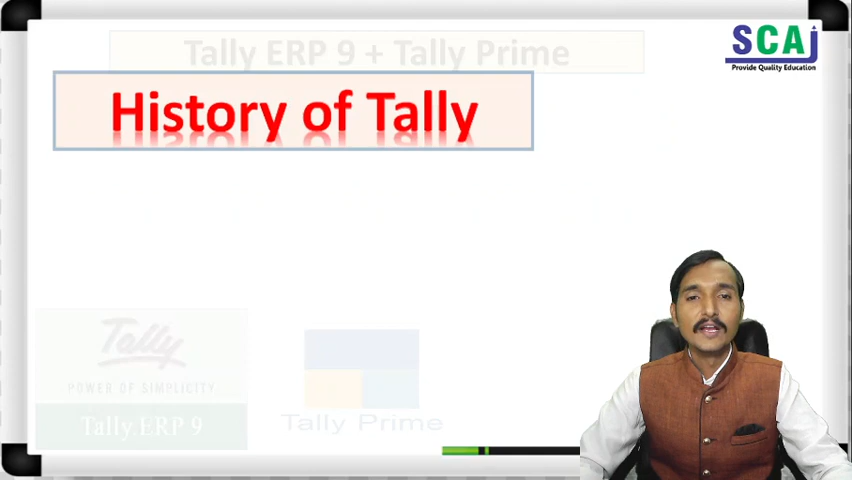 Tally ERP 9 + Tally Prime
SCAJ
Provide Quality Education
History of Tally
Tally
POWER OF SIMPLICITY
Tally.ERP 9
Tally Prime